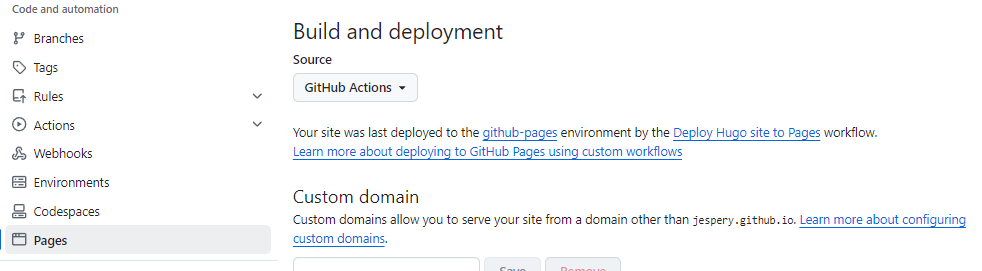 Code and automation
Branches
Tags
Rules
Actions
Webhooks
Environments
Codespaces
Pages
Build and deployment
Source
GitHub Actions
Your site was last deployed to the github-pages environment by the Deploy Hugo site to Pages workflow.
Learn more about deploying to GitHub Pages using custom workflows
Custom domain
Custom domains allow you to serve your site from a domain other than jespery.github.io. Learn more about configuring
custom domains.
Save Remove